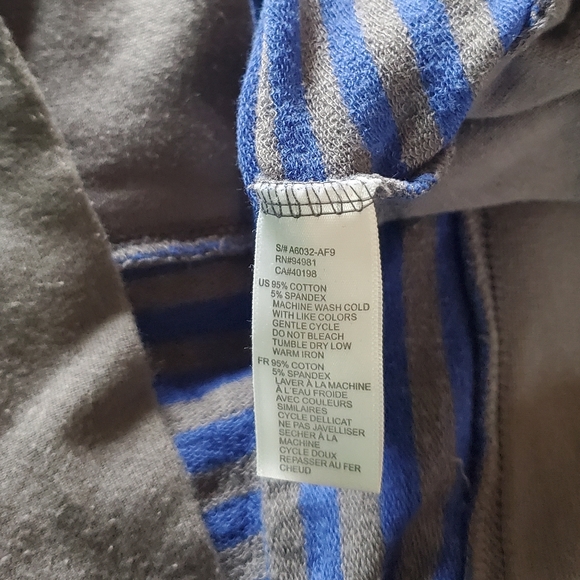 S/# A6032-AF9
RN#94981
CA#40198
US 95% COTTON
5% SPANDEX
MACHINE WASH COLD
WITH LIKE COLORS
GENTLE CYCLE
DO NOT BLEACH
TUMBLE DRY LOW
WARM IRON
FR 95% COTON
5% SPANDEX
LAVER À LA MACHINE
À L'EAU FROIDE
AVEC COULEURS
SIMILAIRES
CYCLE DELLICAT
NE PAS JAVELLISER
SECHER À LA
MACHINE
CYCLE DOUX
REPASSER AU FER
CHEUD